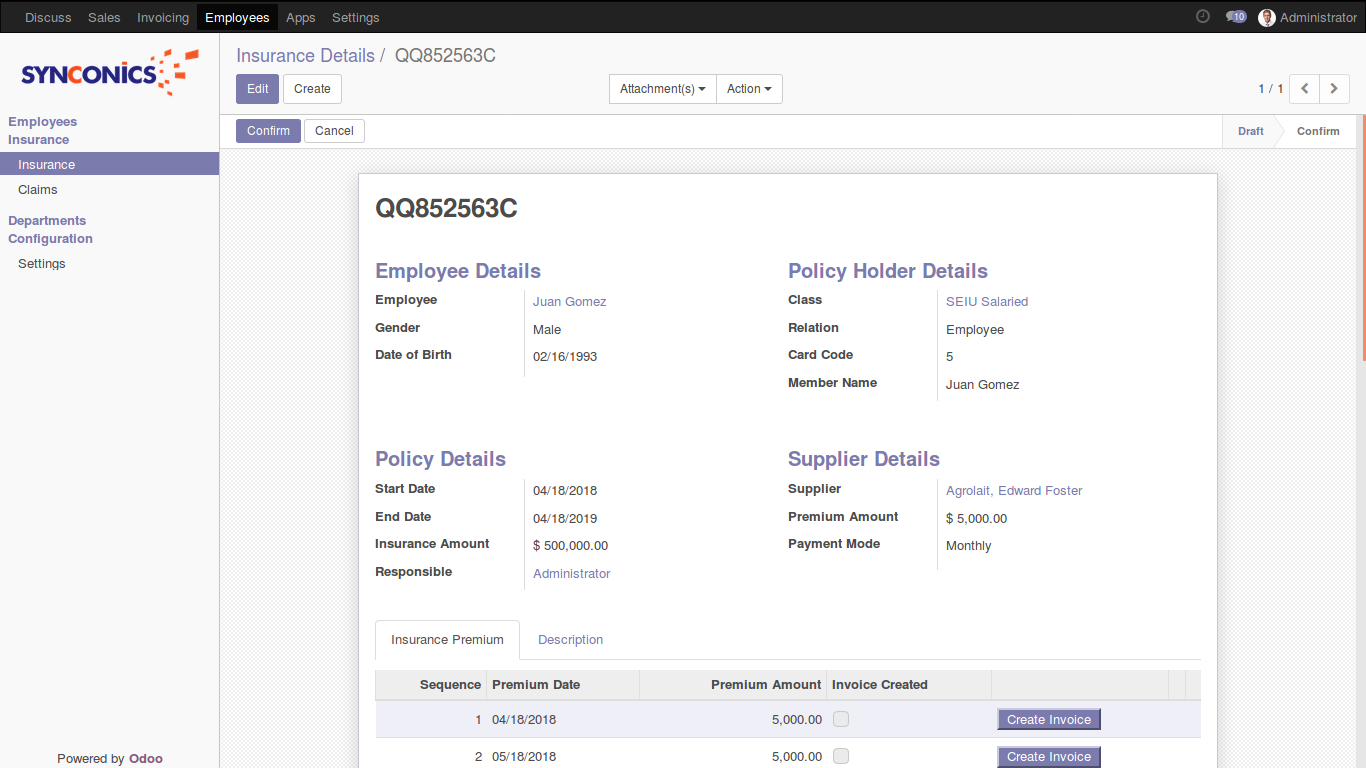 Discuss Sales Invoicing Employees Apps Settings 10 Administrator
SYNCONICS
Insurance Details / QQ852563C
Edit Create Attachment(s) Action 1 / 1
Confirm Cancel Draft Confirm
Employees
Insurance
Insurance
Claims
Departments
Configuration
Settings
Powered by Odoo
QQ852563C
Employee Details
Employee Juan Gomez
Gender Male
Date of Birth 02/16/1993
Policy Holder Details
Class SEIU Salaried
Relation Employee
Card Code 5
Member Name Juan Gomez
Policy Details
Start Date 04/18/2018
End Date 04/18/2019
Insurance Amount $ 500,000.00
Responsible Administrator
Supplier Details
Supplier Agrolait, Edward Foster
Premium Amount $ 5,000.00
Payment Mode Monthly
Insurance Premium Description
Sequence Premium Date Premium Amount Invoice Created
1 04/18/2018 5,000.00 Create Invoice
2 05/18/2018 5,000.00 Create Invoice